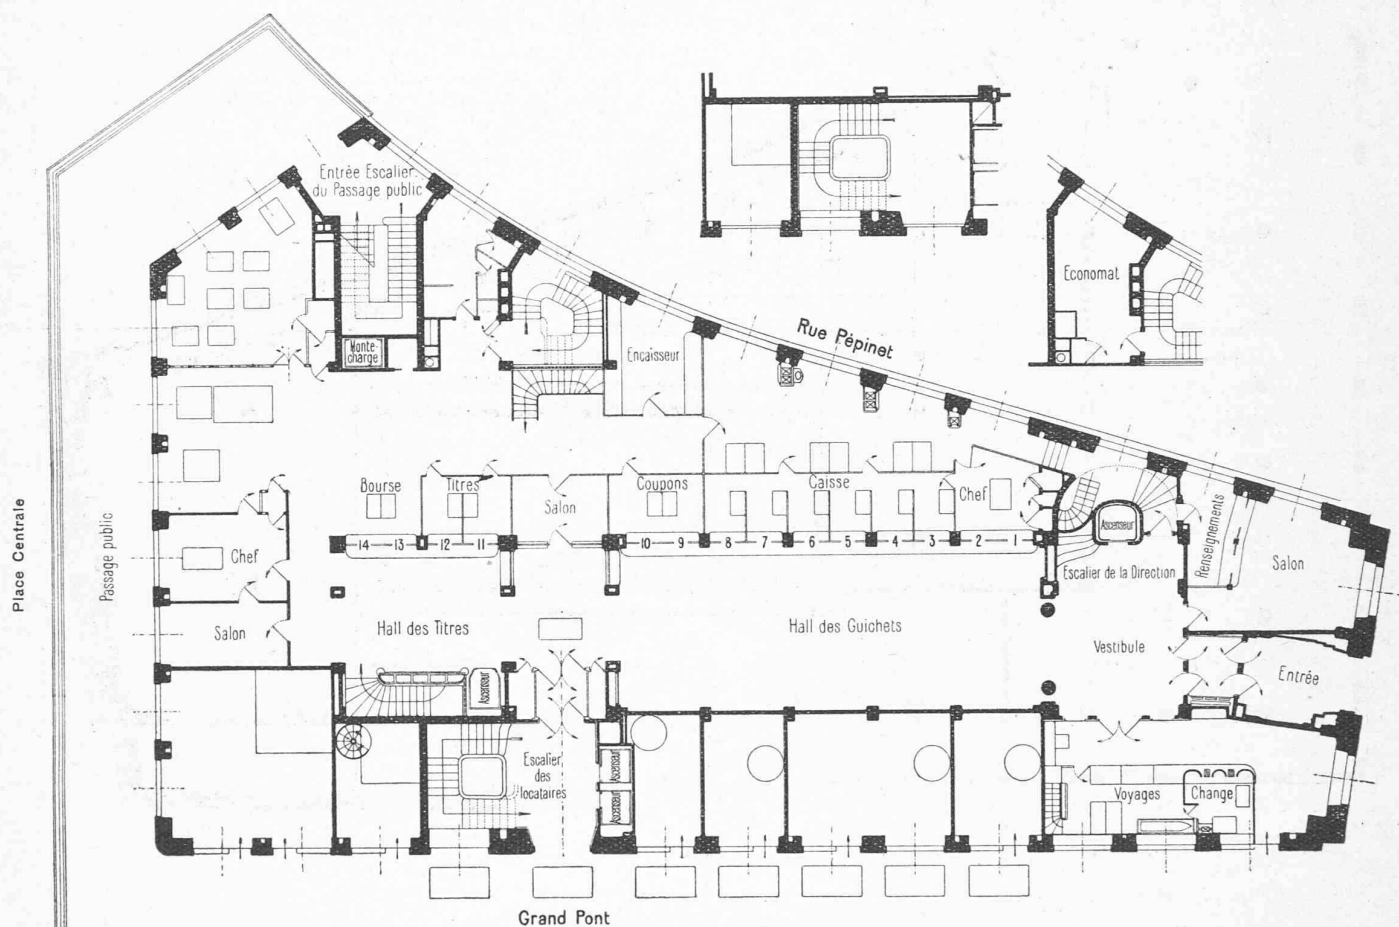 Entrée Escalier
du Passage public
Rue Pépinet
Economat
Monte-
charge
Encaisseur
Bourse
Titres
Salon
Coupons
Caisse
Chef
14 13 12 11
10 9 8 7 6 5 4 3 2 1
Ascenseur
Renseignements
Salon
Place Centrale
Passage public
Chef
Salon
Escalier de la Direction
Hall des Titres
Hall des Guichets
Vestibule
Entrée
Ascenseur
Escalier
des
locataires
Ascenseur
Ascenseur
Voyages
Change
Grand Pont